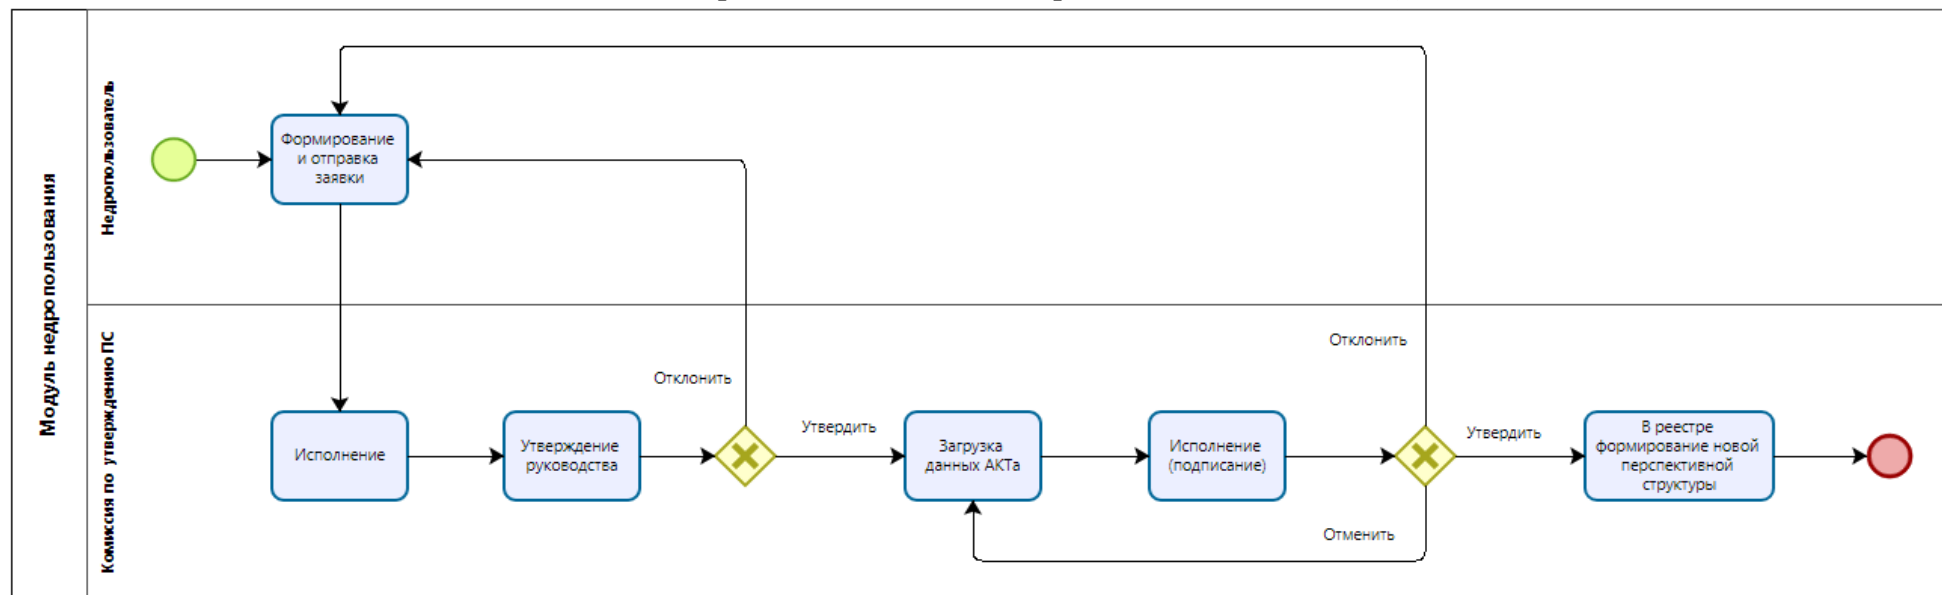 Модуль недропользования
Недропользователь
Формирование
и отправка
заявки
Комиссия по утверждению ПС
Отклонить
Отклонить
Исполнение
Утверждение
руководства
Утвердить
Загрузка
данных АКТа
Исполнение
(подписание)
Утвердить
В реестре
формирование новой
перспективной
структуры
Отменить